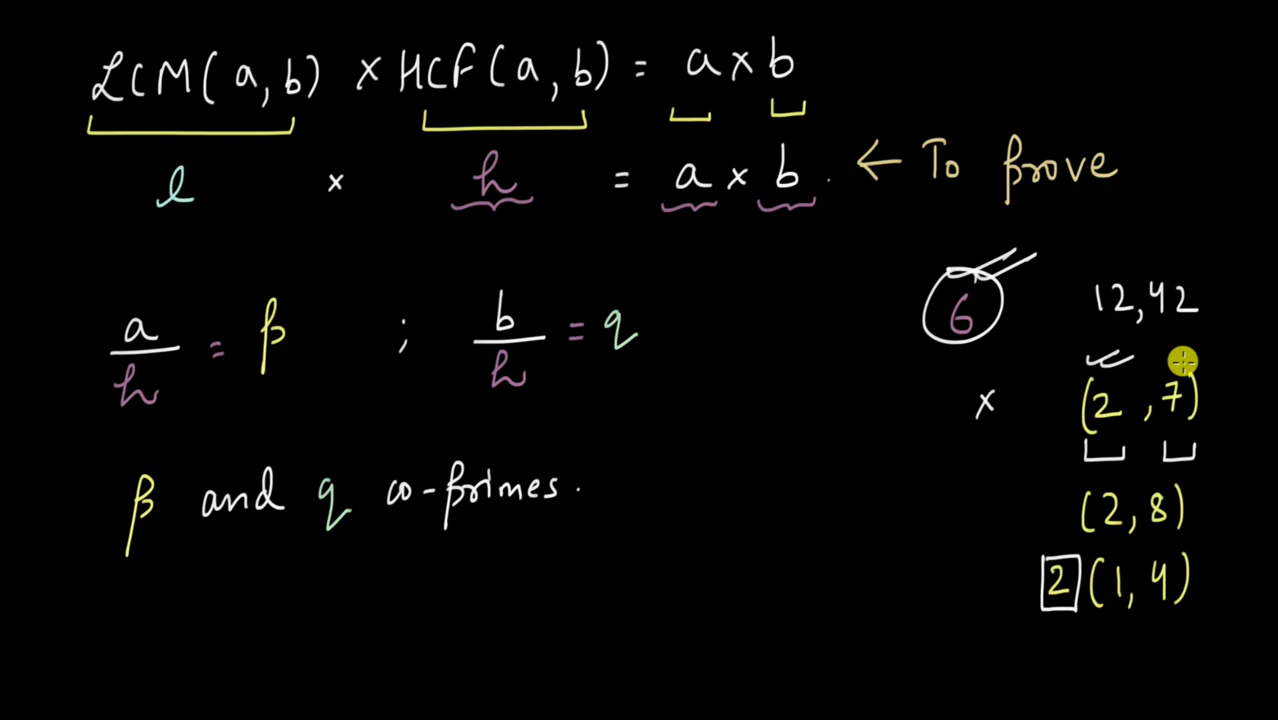 LCM(a, b) × HCF(a, b) = a × b
l × h = a × b . ← To prove
a/h = p ; b/h = q
p and q co-primes.
6 12, 42
× (2 , 7)
(2, 8)
2 (1, 4)